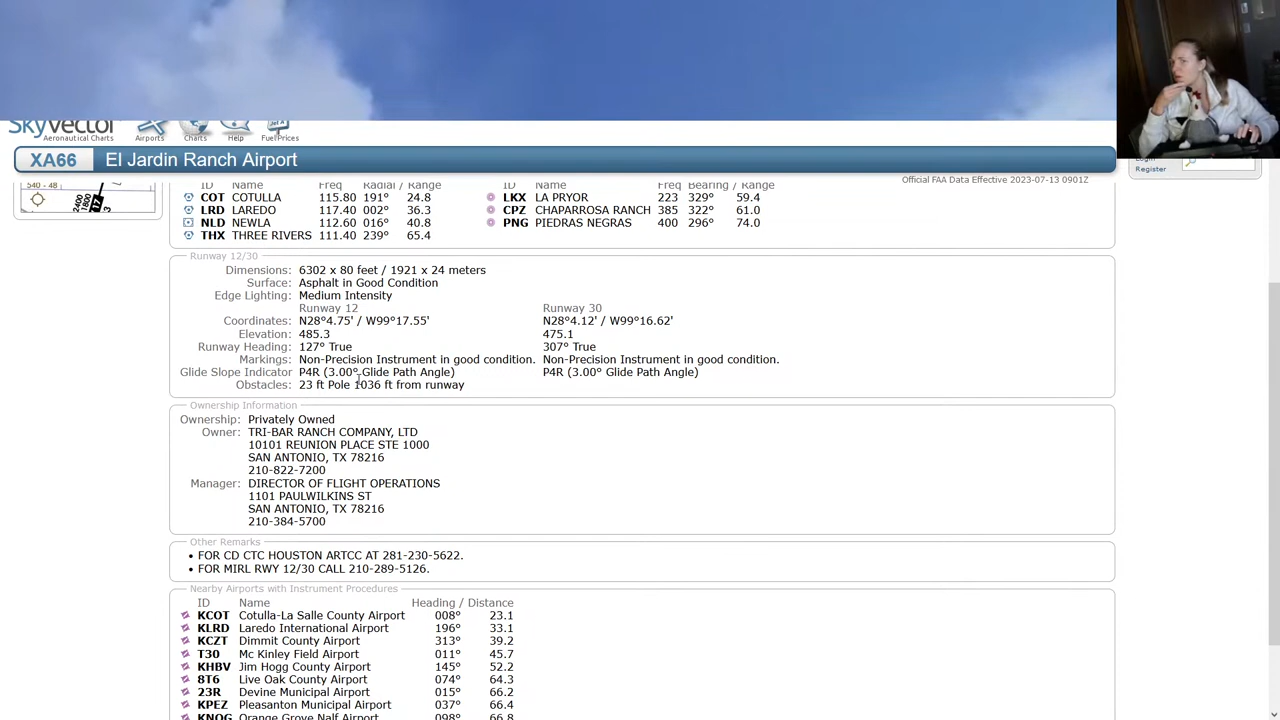 SkyVector
Aeronautical Charts
Airports
Charts
Help
Fuel Prices
XA66 El Jardin Ranch Airport
Login
Register
Official FAA Data Effective 2023-07-13 0901Z
540 - 48
2400
1800
ID NAME Freq Radial / Range
COT COTULLA 115.80 191° 24.8
LRD LAREDO 117.40 002° 36.3
NLD NEWLA 112.60 016° 40.8
THX THREE RIVERS 111.40 239° 65.4
ID Name Freq Bearing / Range
LKX LA PRYOR 223 329° 59.4
CPZ CHAPARROSA RANCH 385 322° 61.0
PNG PIEDRAS NEGRAS 400 296° 74.0
Runway 12/30
Dimensions: 6302 x 80 feet / 1921 x 24 meters
Surface: Asphalt in Good Condition
Edge Lighting: Medium Intensity
Runway 12 Runway 30
Coordinates: N28°4.75' / W99°17.55' N28°4.12' / W99°16.62'
Elevation: 485.3 475.1
Runway Heading: 127° True 307° True
Markings: Non-Precision Instrument in good condition. Non-Precision Instrument in good condition.
Glide Slope Indicator P4R (3.00° Glide Path Angle) P4R (3.00° Glide Path Angle)
Obstacles: 23 ft Pole 1036 ft from runway
Ownership Information
Ownership: Privately Owned
Owner: TRI-BAR RANCH COMPANY, LTD
10101 REUNION PLACE STE 1000
SAN ANTONIO, TX 78216
210-822-7200
Manager: DIRECTOR OF FLIGHT OPERATIONS
1101 PAULWILKINS ST
SAN ANTONIO, TX 78216
210-384-5700
Other Remarks
• FOR CD CTC HOUSTON ARTCC AT 281-230-5622.
• FOR MIRL RWY 12/30 CALL 210-289-5126.
Nearby Airports with Instrument Procedures
ID Name Heading / Distance
KCOT Cotulla-La Salle County Airport 008° 23.1
KLRD Laredo International Airport 196° 33.1
KCZT Dimmit County Airport 313° 39.2
T30 Mc Kinley Field Airport 011° 45.7
KHBV Jim Hogg County Airport 145° 52.2
8T6 Live Oak County Airport 074° 64.3
23R Devine Municipal Airport 015° 66.2
KPEZ Pleasanton Municipal Airport 037° 66.4
KNOG Orange Grove Nalf Airport 098° 66.8